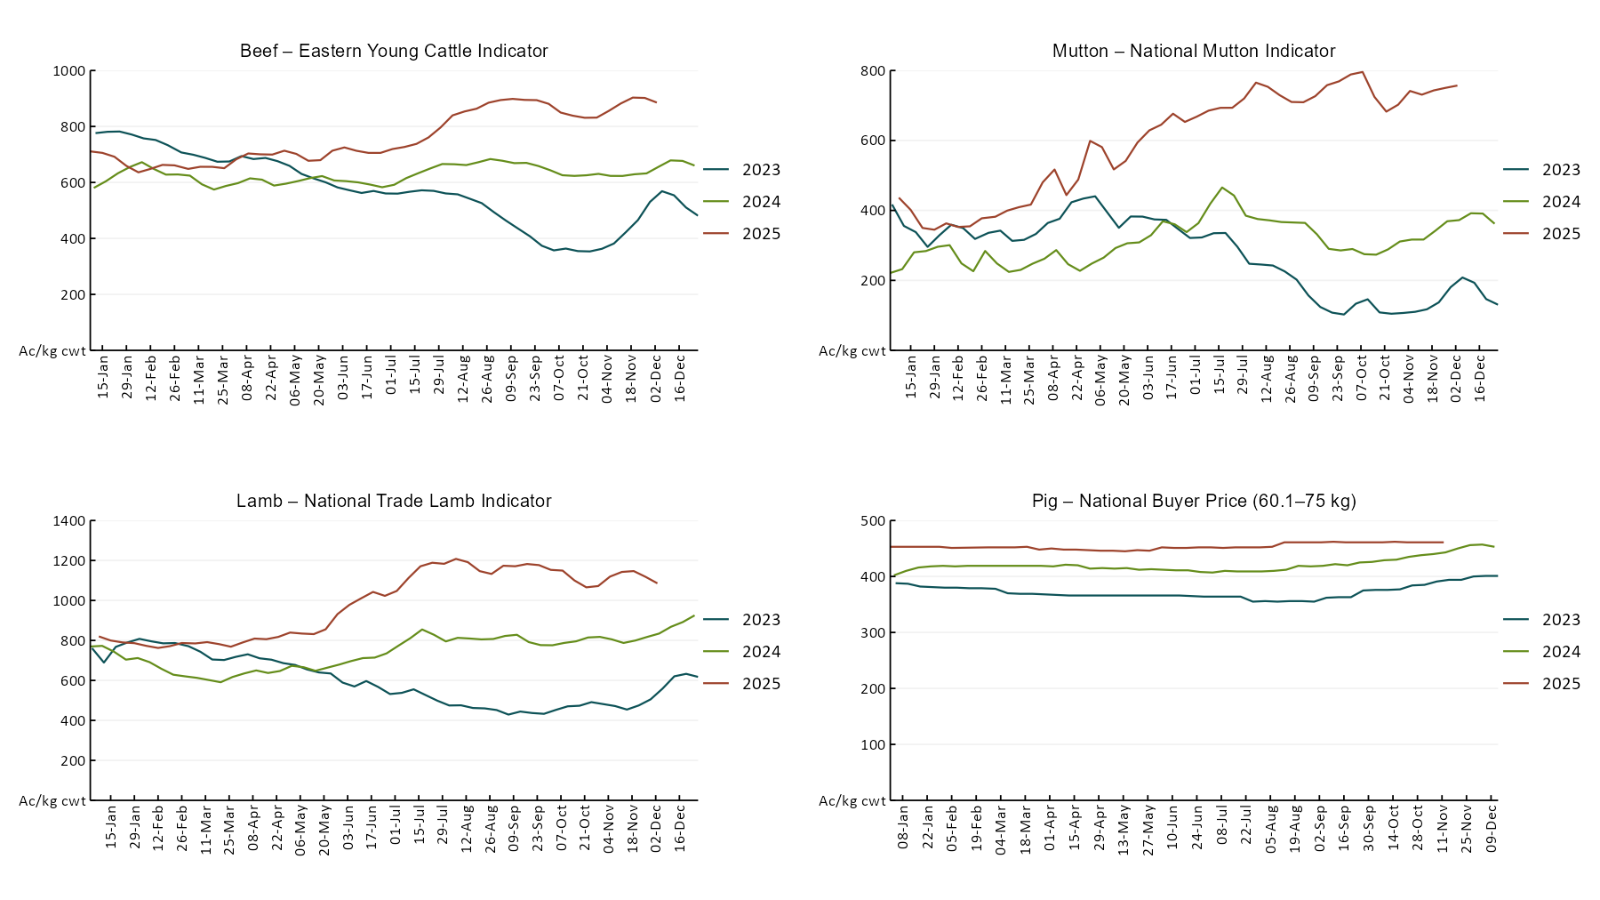 Beef – Eastern Young Cattle Indicator
1000
800
600
400
200
Ac/kg cwt
15-Jan
29-Jan
12-Feb
26-Feb
11-Mar
25-Mar
08-Apr
22-Apr
06-May
20-May
03-Jun
17-Jun
01-Jul
15-Jul
29-Jul
12-Aug
26-Aug
09-Sep
23-Sep
07-Oct
21-Oct
04-Nov
18-Nov
02-Dec
16-Dec
2023
2024
2025
Mutton – National Mutton Indicator
800
600
400
200
Ac/kg cwt
15-Jan
29-Jan
12-Feb
26-Feb
11-Mar
25-Mar
08-Apr
22-Apr
06-May
20-May
03-Jun
17-Jun
01-Jul
15-Jul
29-Jul
12-Aug
26-Aug
09-Sep
23-Sep
07-Oct
21-Oct
04-Nov
18-Nov
02-Dec
16-Dec
2023
2024
2025
Lamb – National Trade Lamb Indicator
1400
1200
1000
800
600
400
200
Ac/kg cwt
15-Jan
29-Jan
12-Feb
26-Feb
11-Mar
25-Mar
08-Apr
22-Apr
06-May
20-May
03-Jun
17-Jun
01-Jul
15-Jul
29-Jul
12-Aug
26-Aug
09-Sep
23-Sep
07-Oct
21-Oct
04-Nov
18-Nov
02-Dec
16-Dec
2023
2024
2025
Pig – National Buyer Price (60.1–75 kg)
500
400
300
200
100
Ac/kg cwt
08-Jan
22-Jan
05-Feb
19-Feb
04-Mar
18-Mar
01-Apr
15-Apr
29-Apr
13-May
27-May
10-Jun
24-Jun
08-Jul
22-Jul
05-Aug
19-Aug
02-Sep
16-Sep
30-Sep
14-Oct
28-Oct
11-Nov
25-Nov
09-Dec
2023
2024
2025